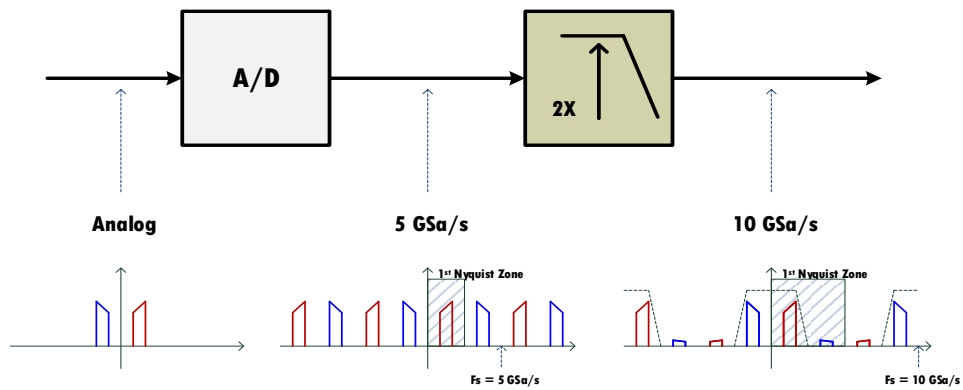 A/D
2X
Analog
5 GSa/s
10 GSa/s
1st Nyquist Zone
1st Nyquist Zone
Fs = 5 GSa/s
Fs = 10 GSa/s